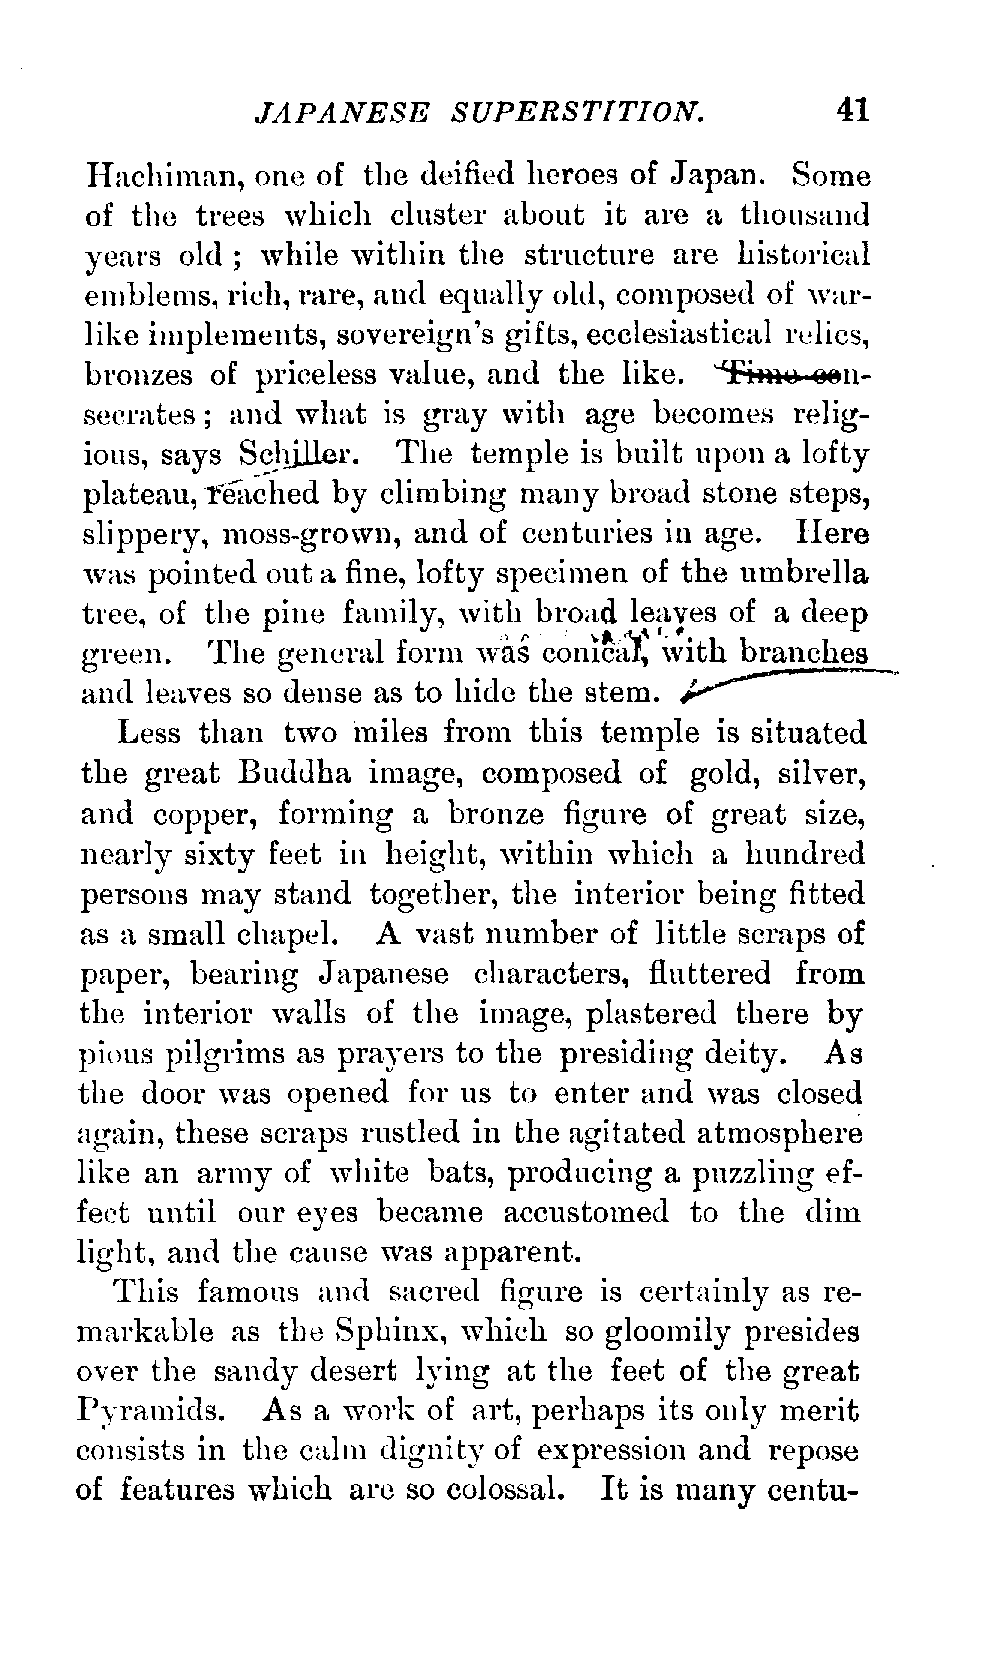 JAPANESE SUPERSTITION. 41
Hachiman, one of the deified heroes of Japan. Some
of the trees which cluster about it are a thousand
years old ; while within the structure are historical
emblems, rich, rare, and equally old, composed of war-
like implements, sovereign's gifts, ecclesiastical relics,
bronzes of priceless value, and the like. Time con-
secrates ; and what is gray with age becomes relig-
ious, says Schiller. The temple is built upon a lofty
plateau, reached by climbing many broad stone steps,
slippery, moss-grown, and of centuries in age. Here
was pointed out a fine, lofty specimen of the umbrella
tree, of the pine family, with broad leaves of a deep
green. The general form was conical, with branches
and leaves so dense as to hide the stem.
Less than two miles from this temple is situated
the great Buddha image, composed of gold, silver,
and copper, forming a bronze figure of great size,
nearly sixty feet in height, within which a hundred
persons may stand together, the interior being fitted
as a small chapel. A vast number of little scraps of
paper, bearing Japanese characters, fluttered from
the interior walls of the image, plastered there by
pious pilgrims as prayers to the presiding deity. As
the door was opened for us to enter and was closed
again, these scraps rustled in the agitated atmosphere
like an army of white bats, producing a puzzling ef-
fect until our eyes became accustomed to the dim
light, and the cause was apparent.
This famous and sacred figure is certainly as re-
markable as the Sphinx, which so gloomily presides
over the sandy desert lying at the feet of the great
Pyramids. As a work of art, perhaps its only merit
consists in the calm dignity of expression and repose
of features which are so colossal. It is many centu-